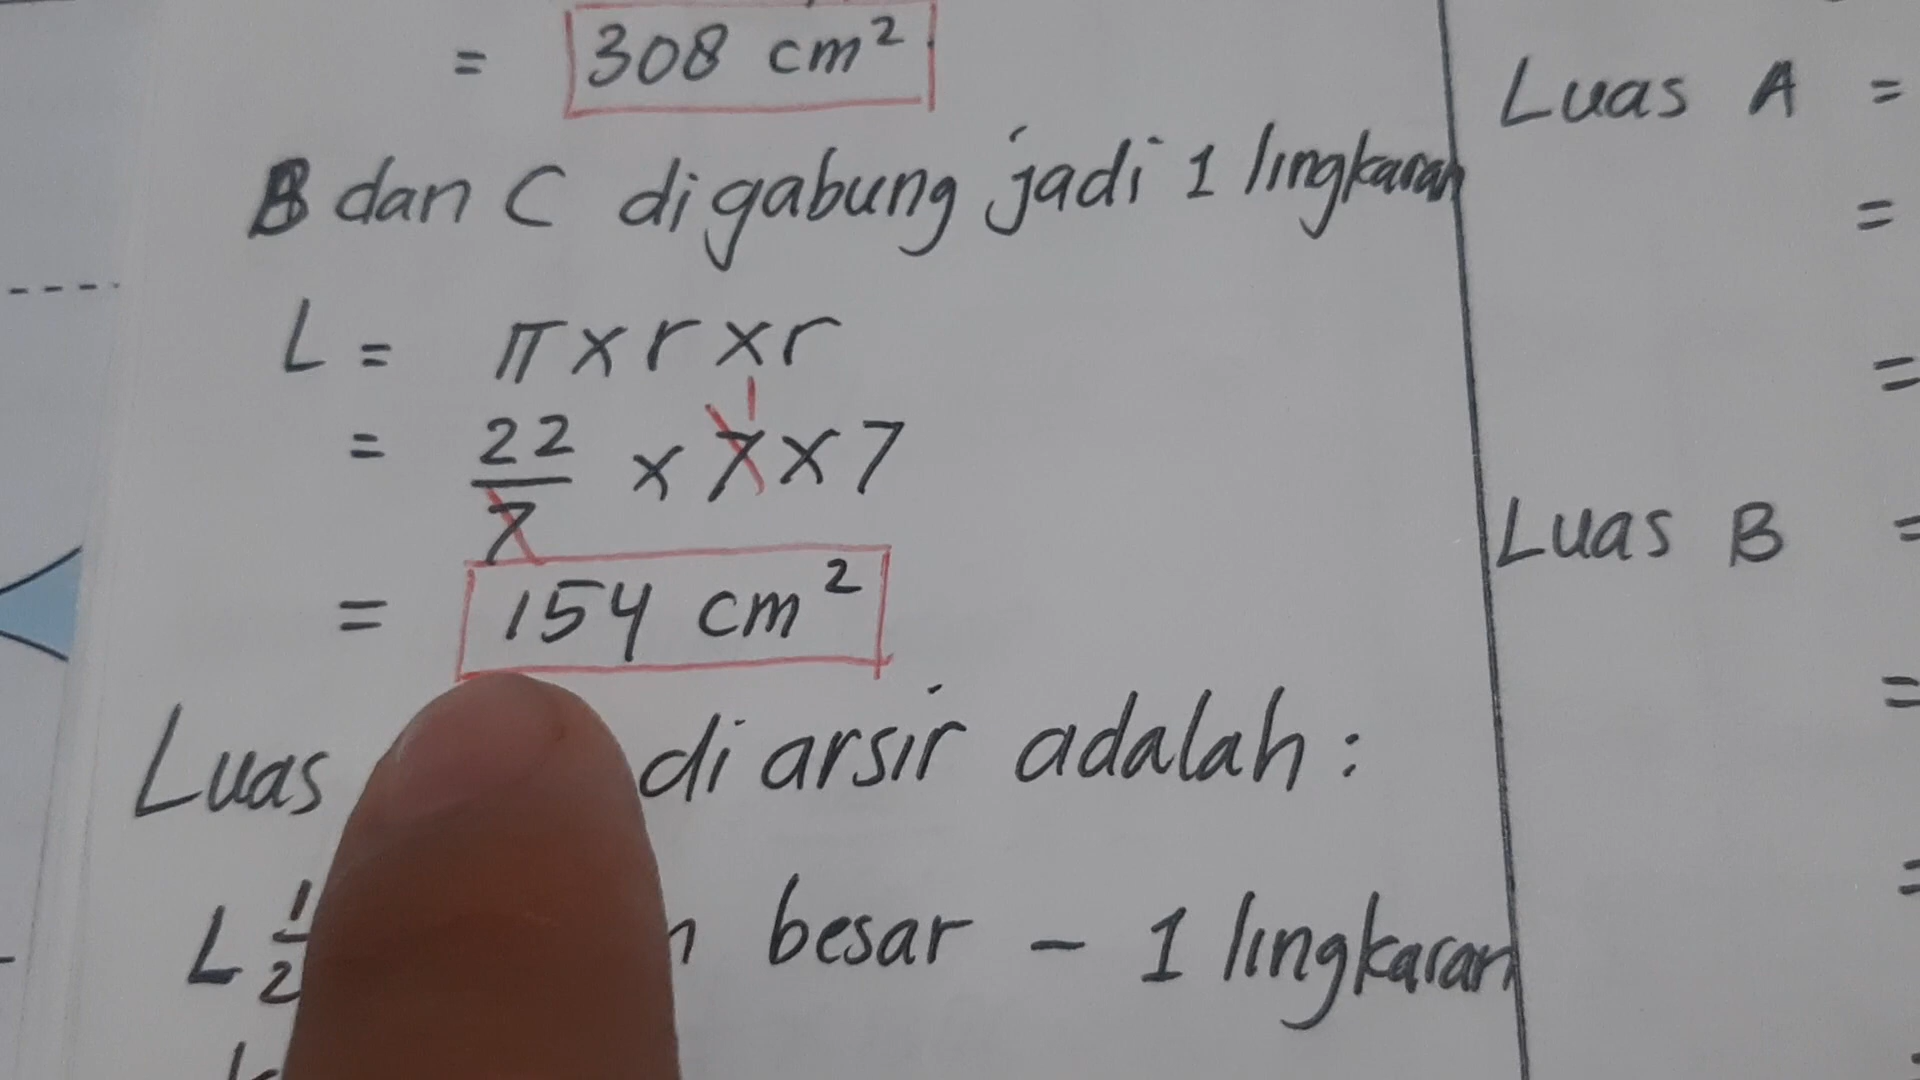 = 308 cm²
B dan C digabung jadi 1 lingkaran
L = π x r x r
= 22/7 x 7 x 7
1
= 154 cm²
Luas di arsir adalah :
L 1/2 besar - 1 lingkaran
Luas A =
=
=
Luas B =
=
=